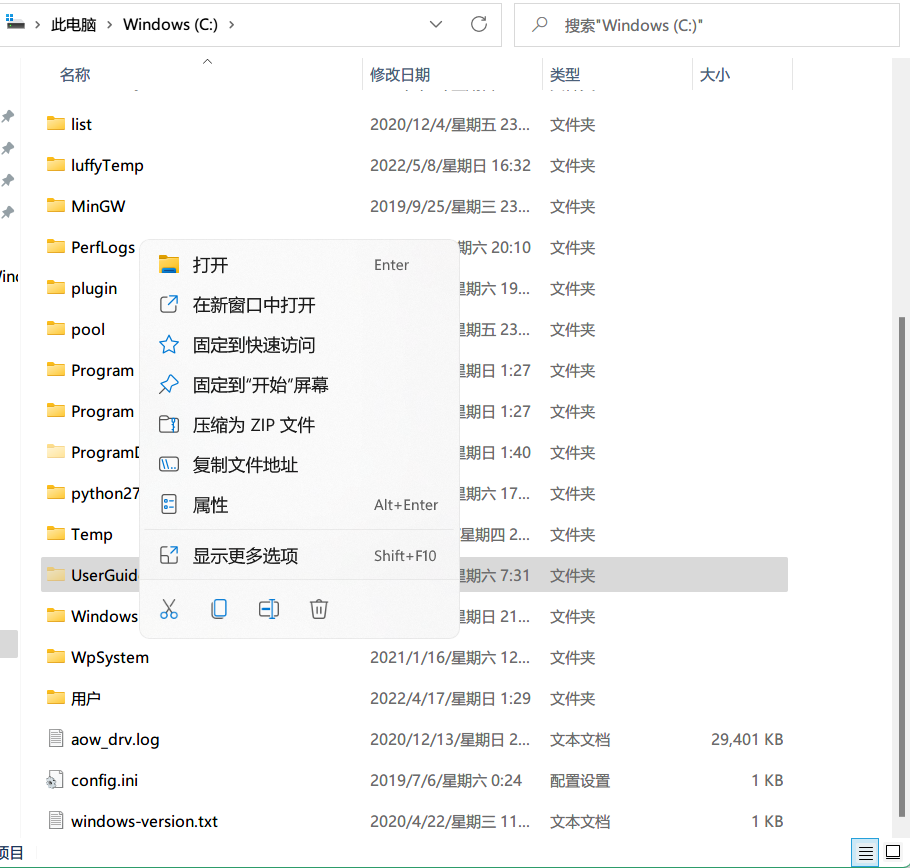 此电脑 > Windows (C:) >
搜索"Windows (C:)"
名称 修改日期 类型 大小
list 2020/12/4/星期五 23... 文件夹
luffyTemp 2022/5/8/星期日 16:32 文件夹
MinGW 2019/9/25/星期三 23... 文件夹
PerfLogs 期六 20:10 文件夹
plugin 星期六 19... 文件夹
pool 星期五 23... 文件夹
Program 期日 1:27 文件夹
Program 期日 1:27 文件夹
ProgramD 星期日 1:40 文件夹
python27 星期六 17... 文件夹
Temp 星期四 2... 文件夹
UserGuid 星期六 7:31 文件夹
Windows 期日 21... 文件夹
WpSystem 2021/1/16/星期六 12... 文件夹
用户 2022/4/17/星期日 1:29 文件夹
aow_drv.log 2020/12/13/星期日 2... 文本文档 29,401 KB
config.ini 2019/7/6/星期六 0:24 配置设置 1 KB
windows-version.txt 2020/4/22/星期三 11... 文本文档 1 KB
打开 Enter
在新窗口中打开
固定到快速访问
固定到"开始"屏幕
压缩为 ZIP 文件
复制文件地址
属性 Alt+Enter
显示更多选项 Shift+F10
项目